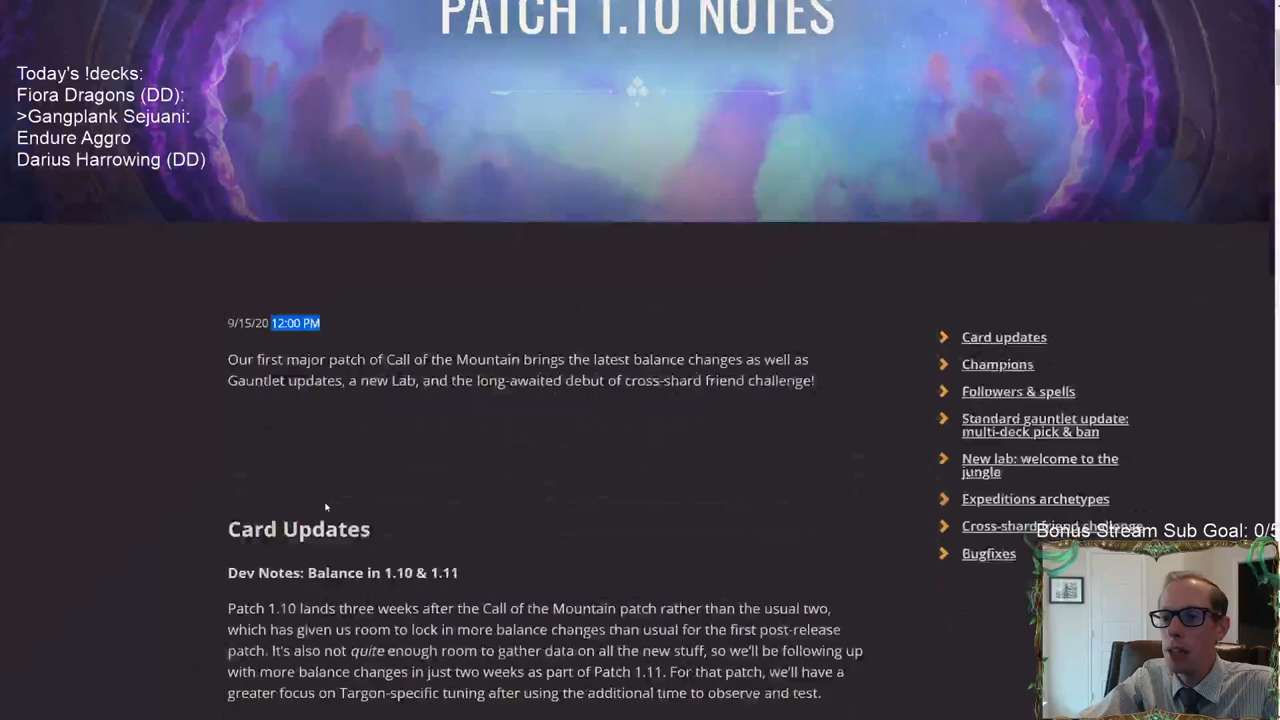 PATCH 1.10 NOTES
Today's !decks:
Fiora Dragons (DD):
>Gangplank Sejuani:
Endure Aggro
Darius Harrowing (DD)
9/15/20 12:00 PM
Our first major patch of Call of the Mountain brings the latest balance changes as well as
Gauntlet updates, a new Lab, and the long-awaited debut of cross-shard friend challenge!
Card updates
Champions
Followers & spells
Standard gauntlet update:
multi-deck pick & ban
New lab: welcome to the
jungle
Expeditions archetypes
Cross-shard friend challenge
Bugfixes
Bonus Stream Sub Goal: 0/5
Card Updates
Dev Notes: Balance in 1.10 & 1.11
Patch 1.10 lands three weeks after the Call of the Mountain patch rather than the usual two,
which has given us room to lock in more balance changes than usual for the first post-release
patch. It's also not quite enough room to gather data on all the new stuff, so we'll be following up
with more balance changes in just two weeks as part of Patch 1.11. For that patch, we'll have a
greater focus on Targon-specific tuning after using the additional time to observe and test.